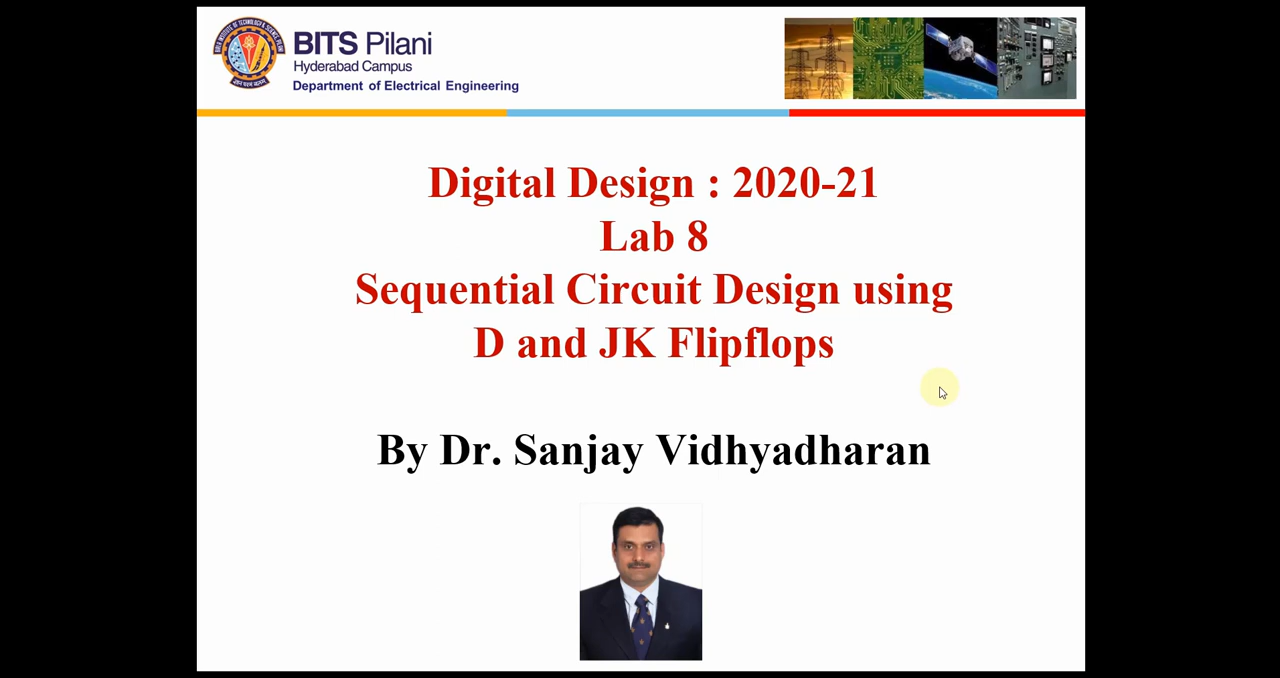 BITS Pilani
Hyderabad Campus
Department of Electrical Engineering
Digital Design : 2020-21
Lab 8
Sequential Circuit Design using
D and JK Flipflops
By Dr. Sanjay Vidhyadharan